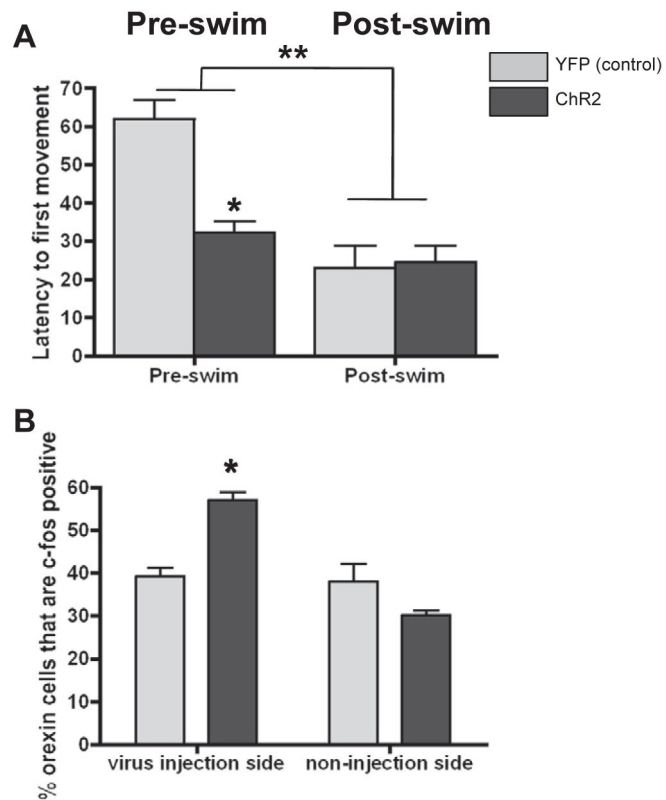 A
Pre-swim
Post-swim
**
YFP (control)
ChR2
Latency to first movement
70
60
50
40
30
20
10
0
*
Pre-swim
Post-swim
B
% orexin cells that are c-fos positive
60
50
40
30
20
10
0
*
virus injection side
non-injection side